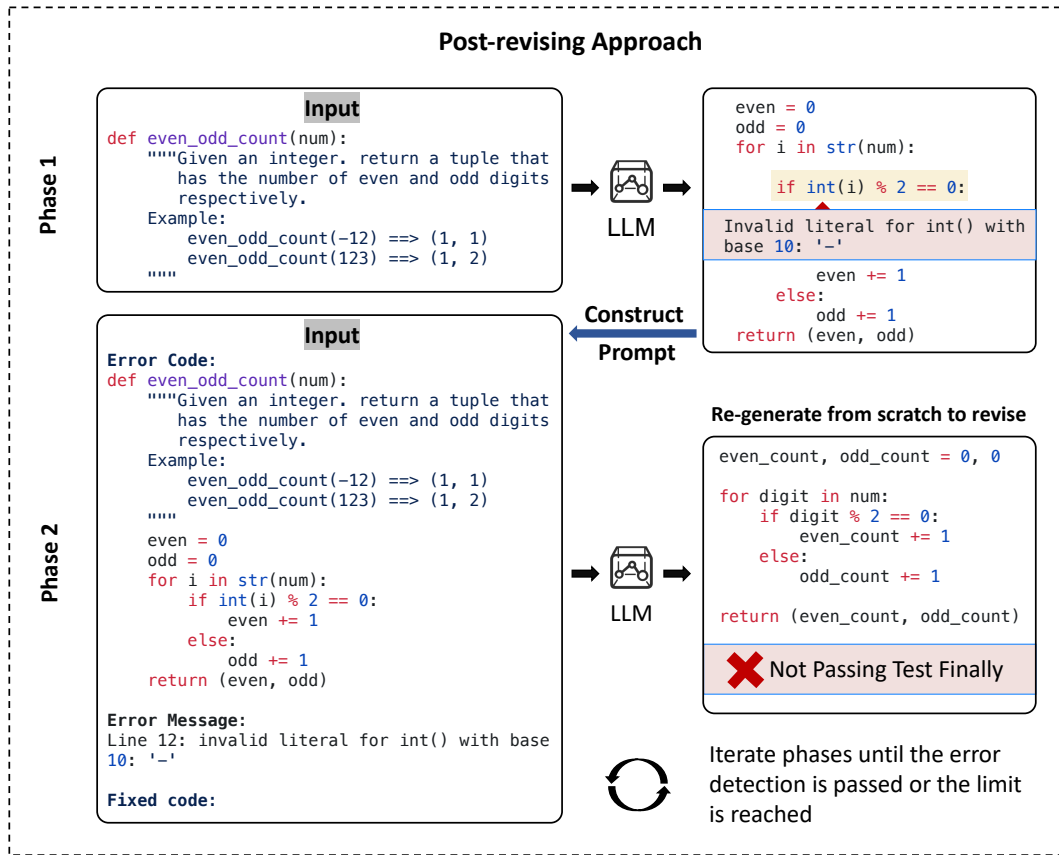 Post-revising Approach
Phase 1
Input
def even_odd_count(num):
    """Given an integer. return a tuple that
       has the number of even and odd digits
       respectively.
    Example:
        even_odd_count(-12) ==> (1, 1)
        even_odd_count(123) ==> (1, 2)
    """
LLM
even = 0
odd = 0
for i in str(num):
    if int(i) % 2 == 0:
Invalid literal for int() with
base 10: '-'
        even += 1
    else:
        odd += 1
return (even, odd)
Construct
Prompt
Phase 2
Input
Error Code:
def even_odd_count(num):
    """Given an integer. return a tuple that
       has the number of even and odd digits
       respectively.
    Example:
        even_odd_count(-12) ==> (1, 1)
        even_odd_count(123) ==> (1, 2)
    """
    even = 0
    odd = 0
    for i in str(num):
        if int(i) % 2 == 0:
            even += 1
        else:
            odd += 1
    return (even, odd)
Error Message:
Line 12: invalid literal for int() with base
10: '-'
Fixed code:
LLM
Re-generate from scratch to revise
even_count, odd_count = 0, 0
for digit in num:
    if digit % 2 == 0:
        even_count += 1
    else:
        odd_count += 1
return (even_count, odd_count)
Not Passing Test Finally
Iterate phases until the error
detection is passed or the limit
is reached